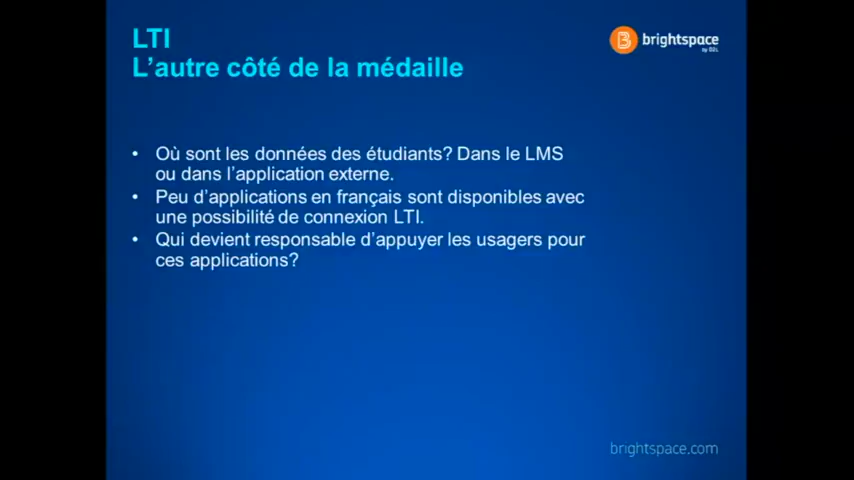 LTI
L'autre côté de la médaille
brightspace
by D2L
• Où sont les données des étudiants? Dans le LMS
ou dans l'application externe.
• Peu d'applications en français sont disponibles avec
une possibilité de connexion LTI.
• Qui devient responsable d'appuyer les usagers pour
ces applications?
brightspace.com